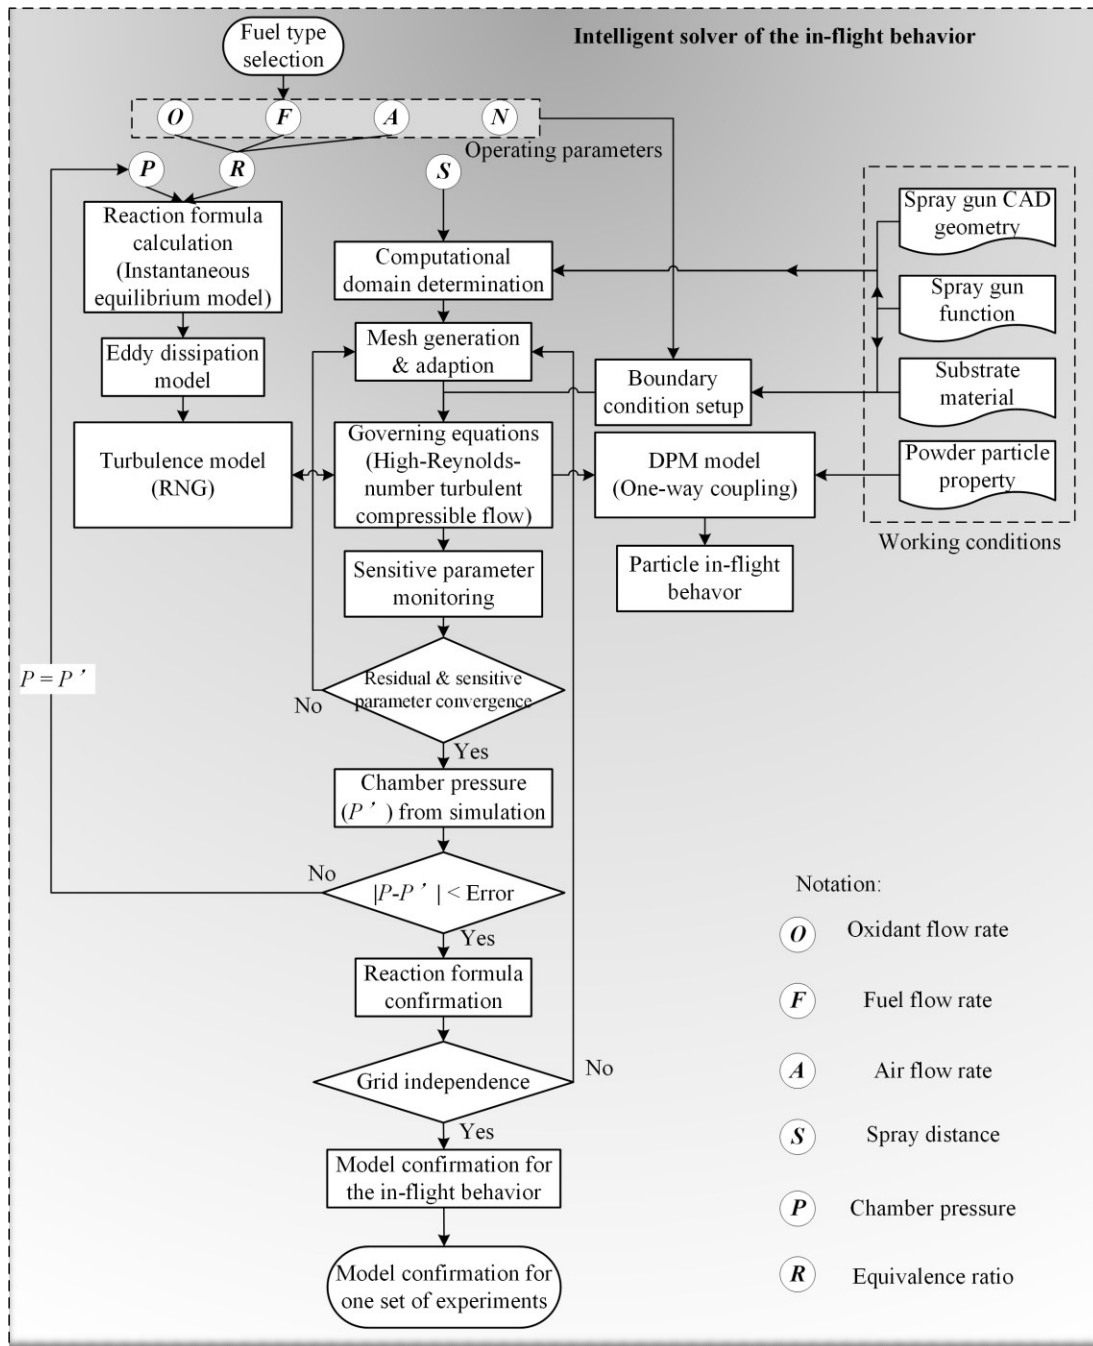 Intelligent solver of the in-flight behavior
Fuel type
selection
O F A N
Operating parameters
P R S
Reaction formula
calculation
(Instantaneous
equilibrium model)
Eddy dissipation
model
Turbulence model
(RNG)
Computational
domain determination
Mesh generation
& adaption
Boundary
condition setup
Governing equations
(High-Reynolds-
number turbulent
compressible flow)
DPM model
(One-way coupling)
Particle in-flight
behavor
Spray gun CAD
geometry
Spray gun
function
Substrate
material
Powder particle
property
Working conditions
Sensitive parameter
monitoring
Residual & sensitive
parameter convergence
No
Yes
P = P′
Chamber pressure
(P′) from simulation
|P-P′| < Error
No
Yes
Reaction formula
confirmation
Grid independence
No
Yes
Model confirmation for
the in-flight behavior
Model confirmation for
one set of experiments
Notation:
O Oxidant flow rate
F Fuel flow rate
A Air flow rate
S Spray distance
P Chamber pressure
R Equivalence ratio